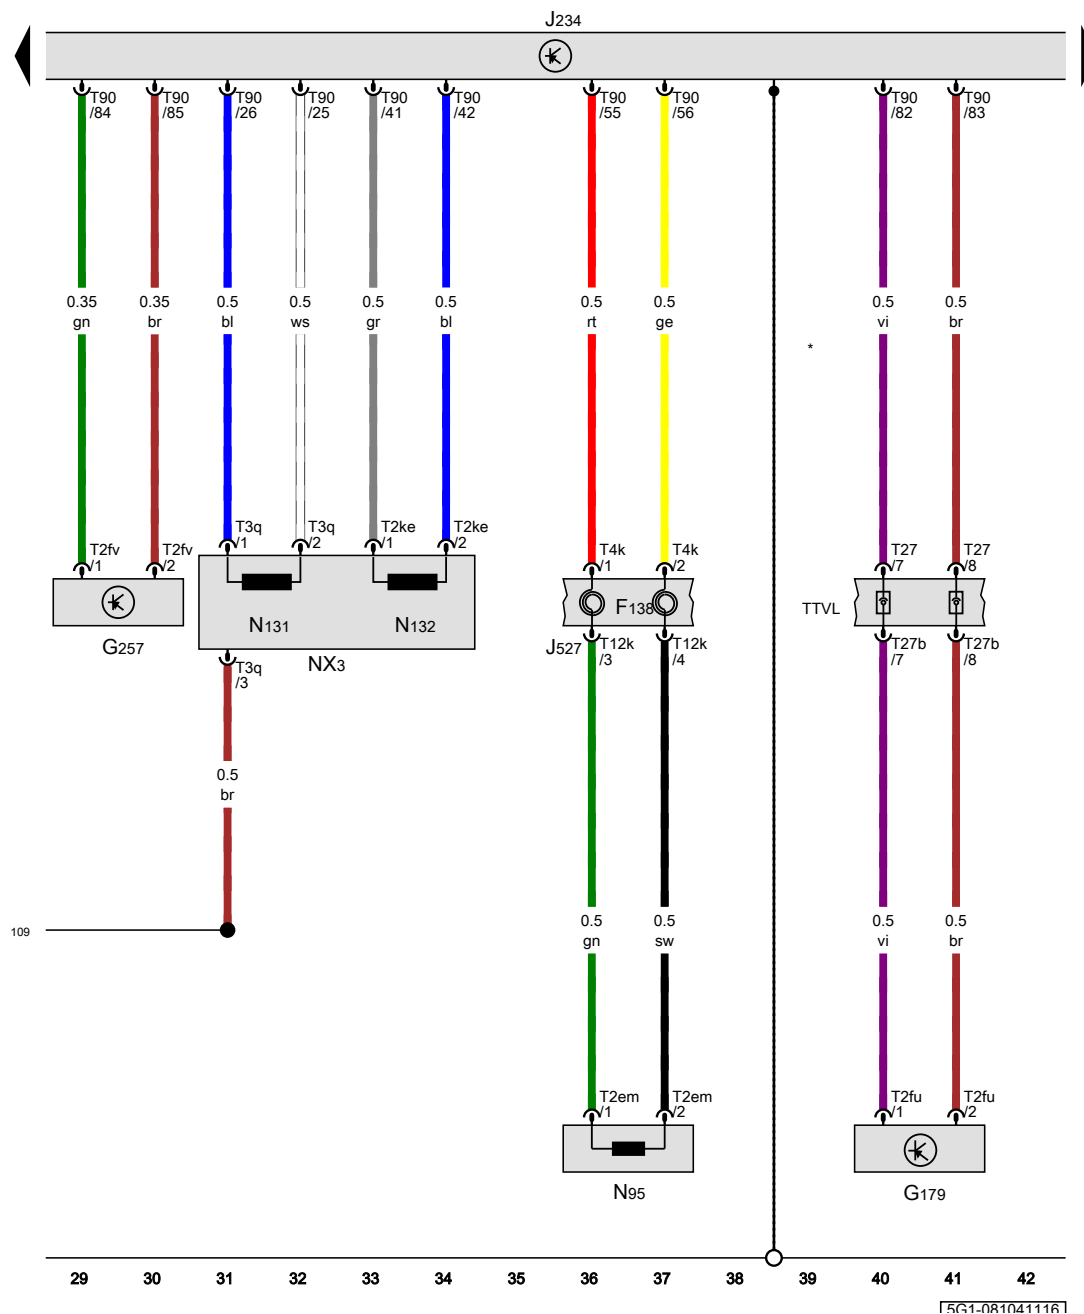 J234
T90 T90 T90 T90 T90 T90 T90 T90 T90 T90
/84 /85 /26 /25 /41 /42 /55 /56 /82 /83
0.35 0.35 0.5 0.5 0.5 0.5 0.5 0.5 0.5 0.5
gn br bl ws gr bl rt ge vi br
*
T3q T3q T2ke T2ke
/1 /2 /1 /2
T2fv T2fv T4k T4k T27 T27
/1 /2 /1 /2 /7 /8
F138 TTVL
N131 N132
G257 J527 T12k T12k T27b T27b
/3 /4 /7 /8
NX3
T3q
/3
0.5
br
109
0.5 0.5 0.5 0.5
gn sw vi br
T2em T2em T2fu T2fu
/1 /2 /1 /2
N95 G179
29 30 31 32 33 34 35 36 37 38 39 40 41 42
5G1-081041116